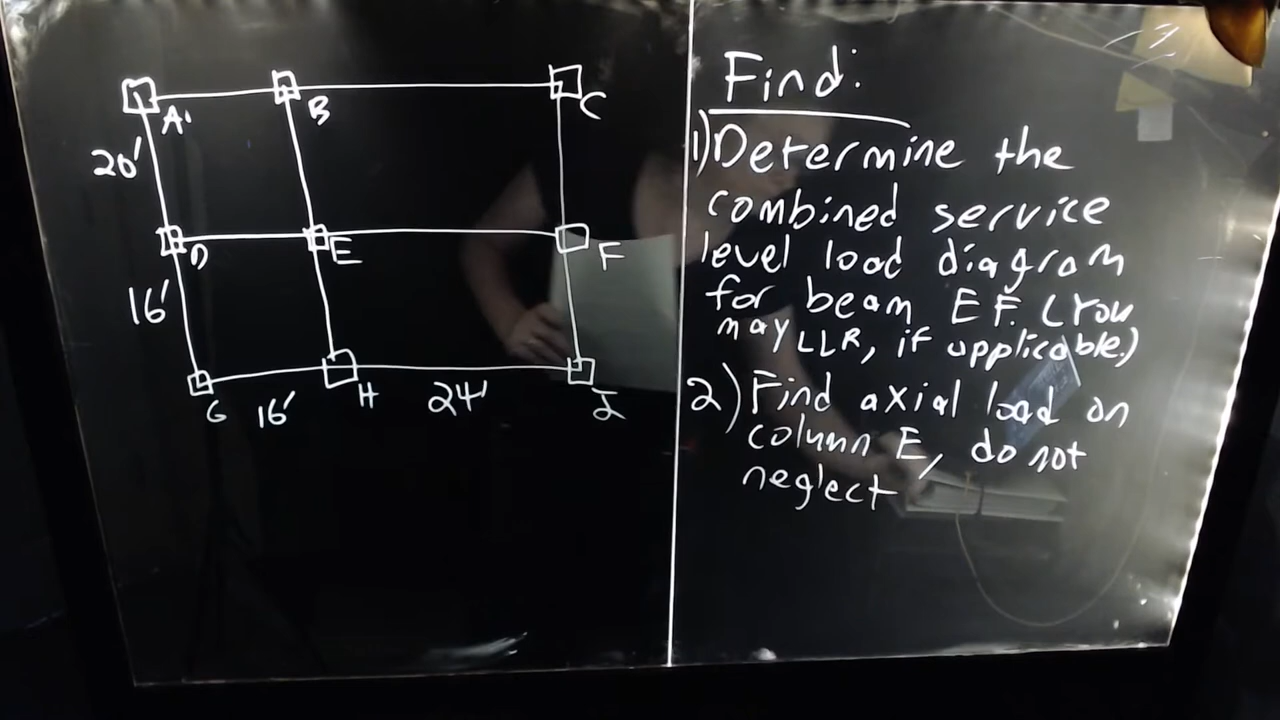 A
B
C
20'
D
E
F
16'
G
16'
H
24'
I
Find:
1) Determine the
combined service
level load diagram
for beam EF. (You
may LLR, if applicable.)
2) Find axial load on
column E, do not
neglect